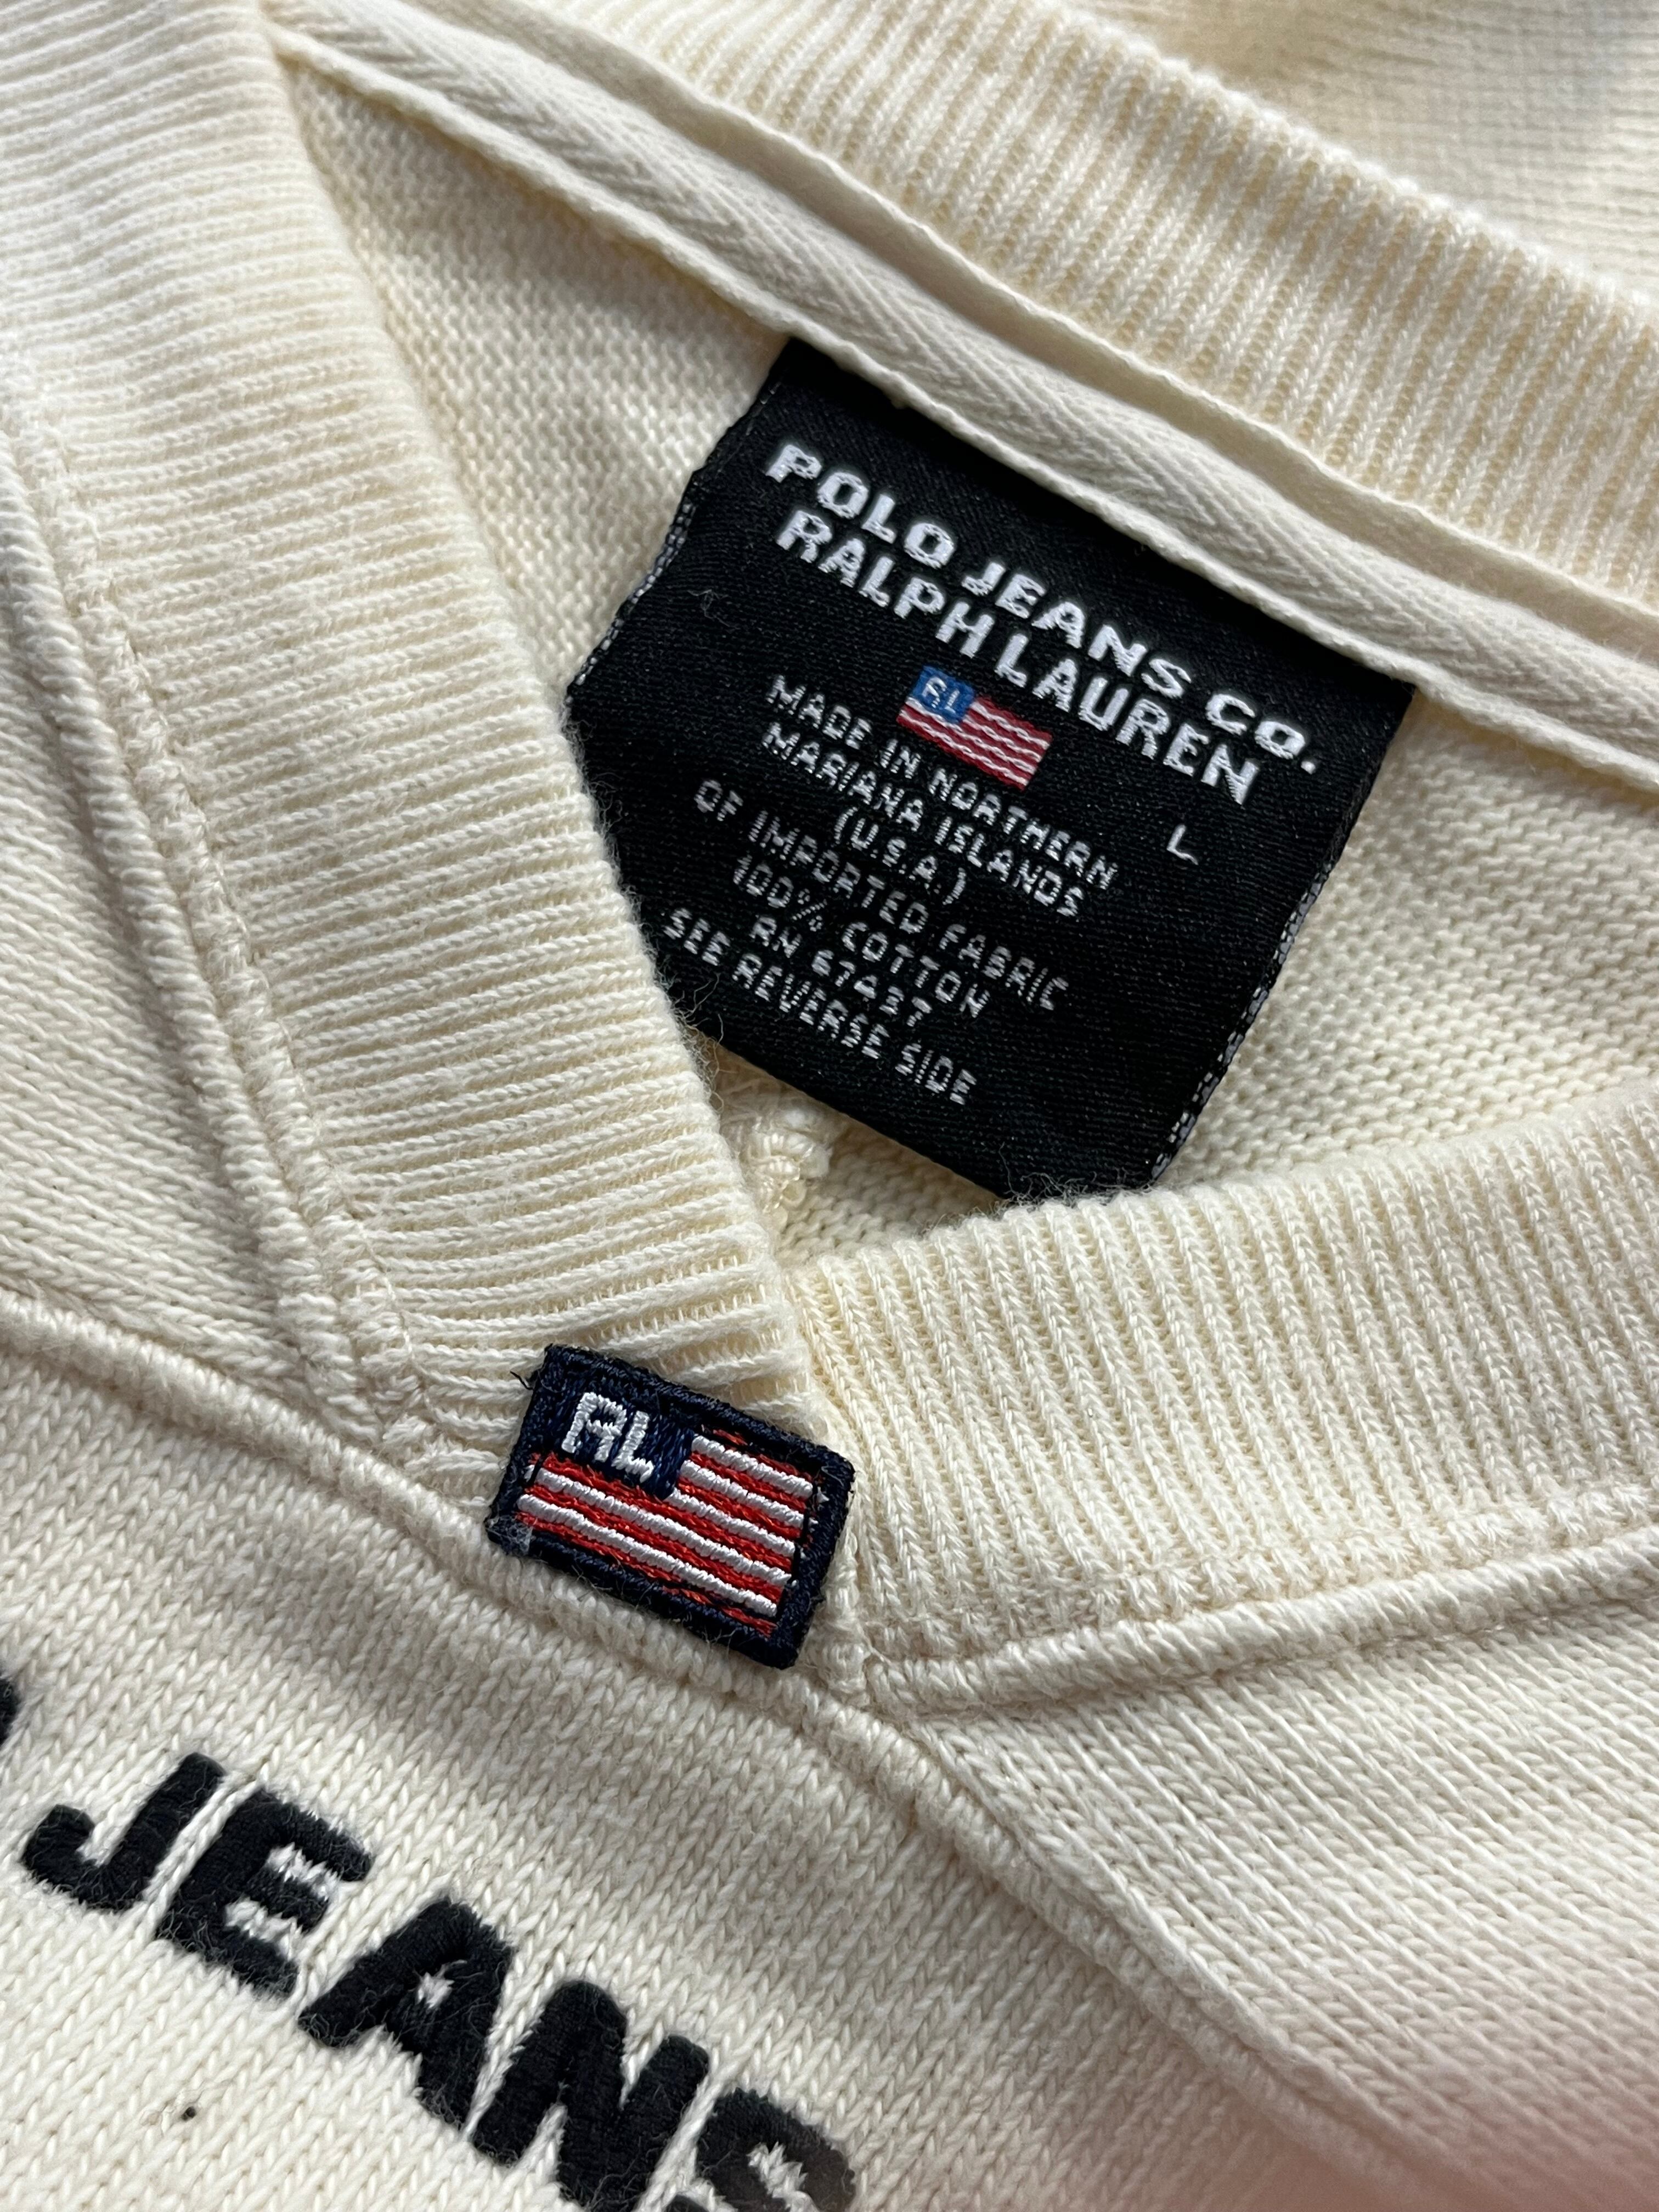 POLO JEANS CO.
RALPH LAUREN
RL
L
MADE IN NORTHERN
MARIANA ISLANDS
(U.S.A.)
OF IMPORTED FABRIC
100% COTTON
RN 67437
SEE REVERSE SIDE
RL
JEANS